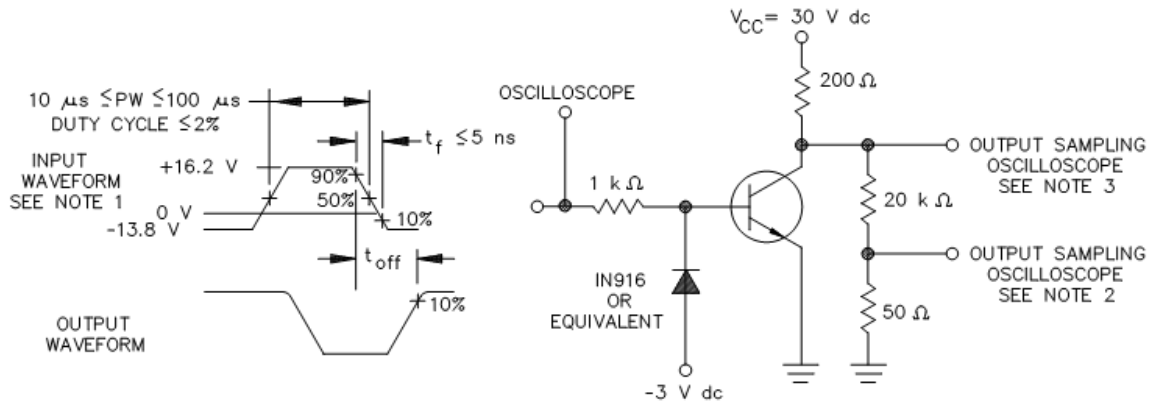 10 μs ≤PW ≤100 μs
DUTY CYCLE ≤2%
t_f ≤5 ns
INPUT
WAVEFORM
SEE NOTE 1
+16.2 V
0 V
-13.8 V
90%
50%
10%
t_off
10%
OUTPUT
WAVEFORM
V_CC= 30 V dc
200 Ω
OSCILLOSCOPE
1 kΩ
IN916
OR
EQUIVALENT
-3 V dc
OUTPUT SAMPLING
OSCILLOSCOPE
SEE NOTE 3
20 kΩ
OUTPUT SAMPLING
OSCILLOSCOPE
SEE NOTE 2
50 Ω